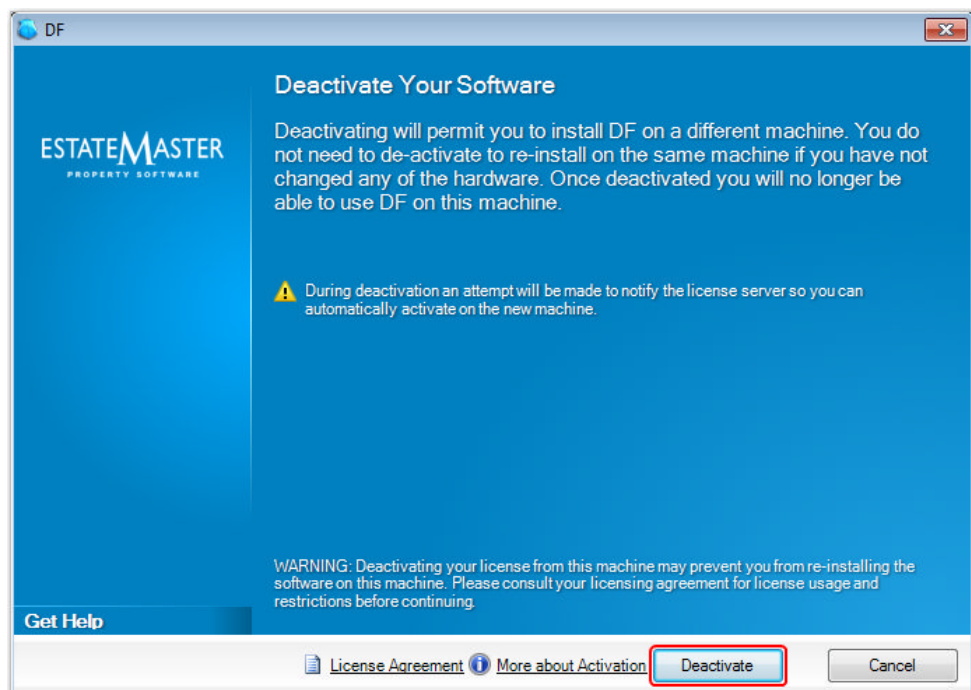 DF
Deactivate Your Software
ESTATEMASTER
PROPERTY SOFTWARE
Deactivating will permit you to install DF on a different machine. You do
not need to de-activate to re-install on the same machine if you have not
changed any of the hardware. Once deactivated you will no longer be
able to use DF on this machine.
During deactivation an attempt will be made to notify the license server so you can
automatically activate on the new machine.
WARNING: Deactivating your license from this machine may prevent you from re-installing the
software on this machine. Please consult your licensing agreement for license usage and
restrictions before continuing.
Get Help
License Agreement More about Activation Deactivate Cancel